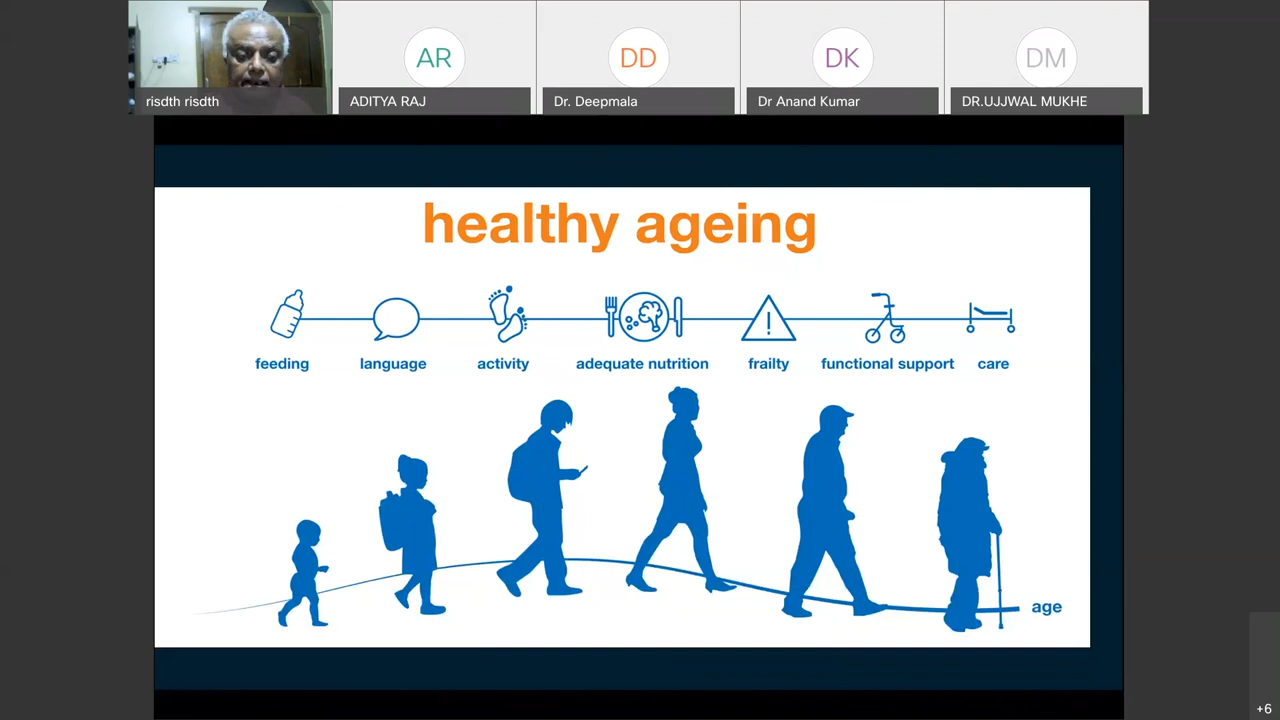 AR
DD
DK
DM
risdth risdth
ADITYA RAJ
Dr. Deepmala
Dr Anand Kumar
DR.UJJWAL MUKHE
healthy ageing
feeding
language
activity
adequate nutrition
frailty
functional support
care
age
+6